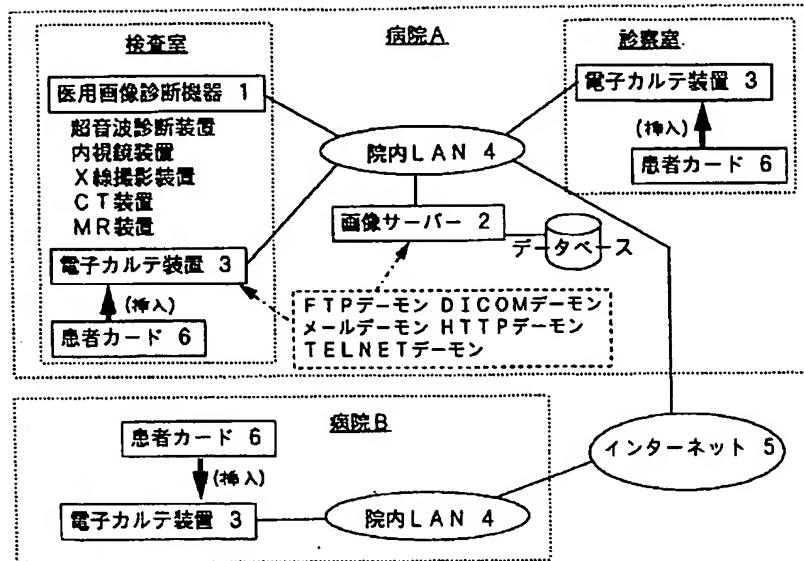 病院A
検査室
医用画像診断機器 1
超音波診断装置
内視鏡装置
X線撮影装置
CT装置
MR装置
電子カルテ装置 3
(挿入)
患者カード 6
院内LAN 4
画像サーバー 2
データベース
FTPデーモン DICOMデーモン
メールデーモン HTTPデーモン
TELNETデーモン
診察室
電子カルテ装置 3
(挿入)
患者カード 6
インターネット 5
病院B
患者カード 6
(挿入)
電子カルテ装置 3
院内LAN 4